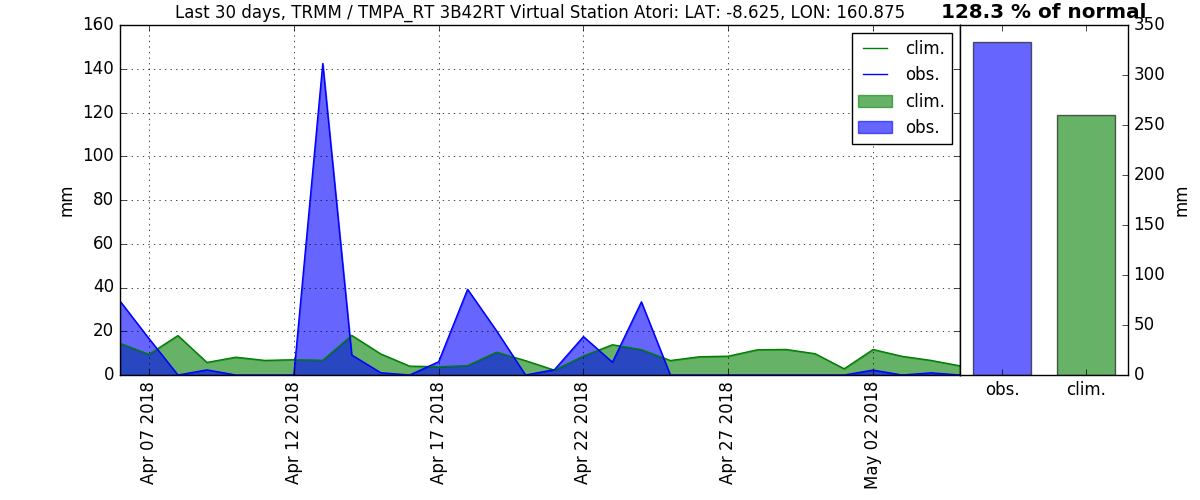 Last 30 days, TRMM / TMPA_RT 3B42RT Virtual Station Atori: LAT: -8.625, LON: 160.875
128.3 % of normal
160
140
120
100
80
60
40
20
0
mm
clim.
obs.
clim.
obs.
Apr 07 2018
Apr 12 2018
Apr 17 2018
Apr 22 2018
Apr 27 2018
May 02 2018
350
300
250
200
150
100
50
0
mm
obs.
clim.